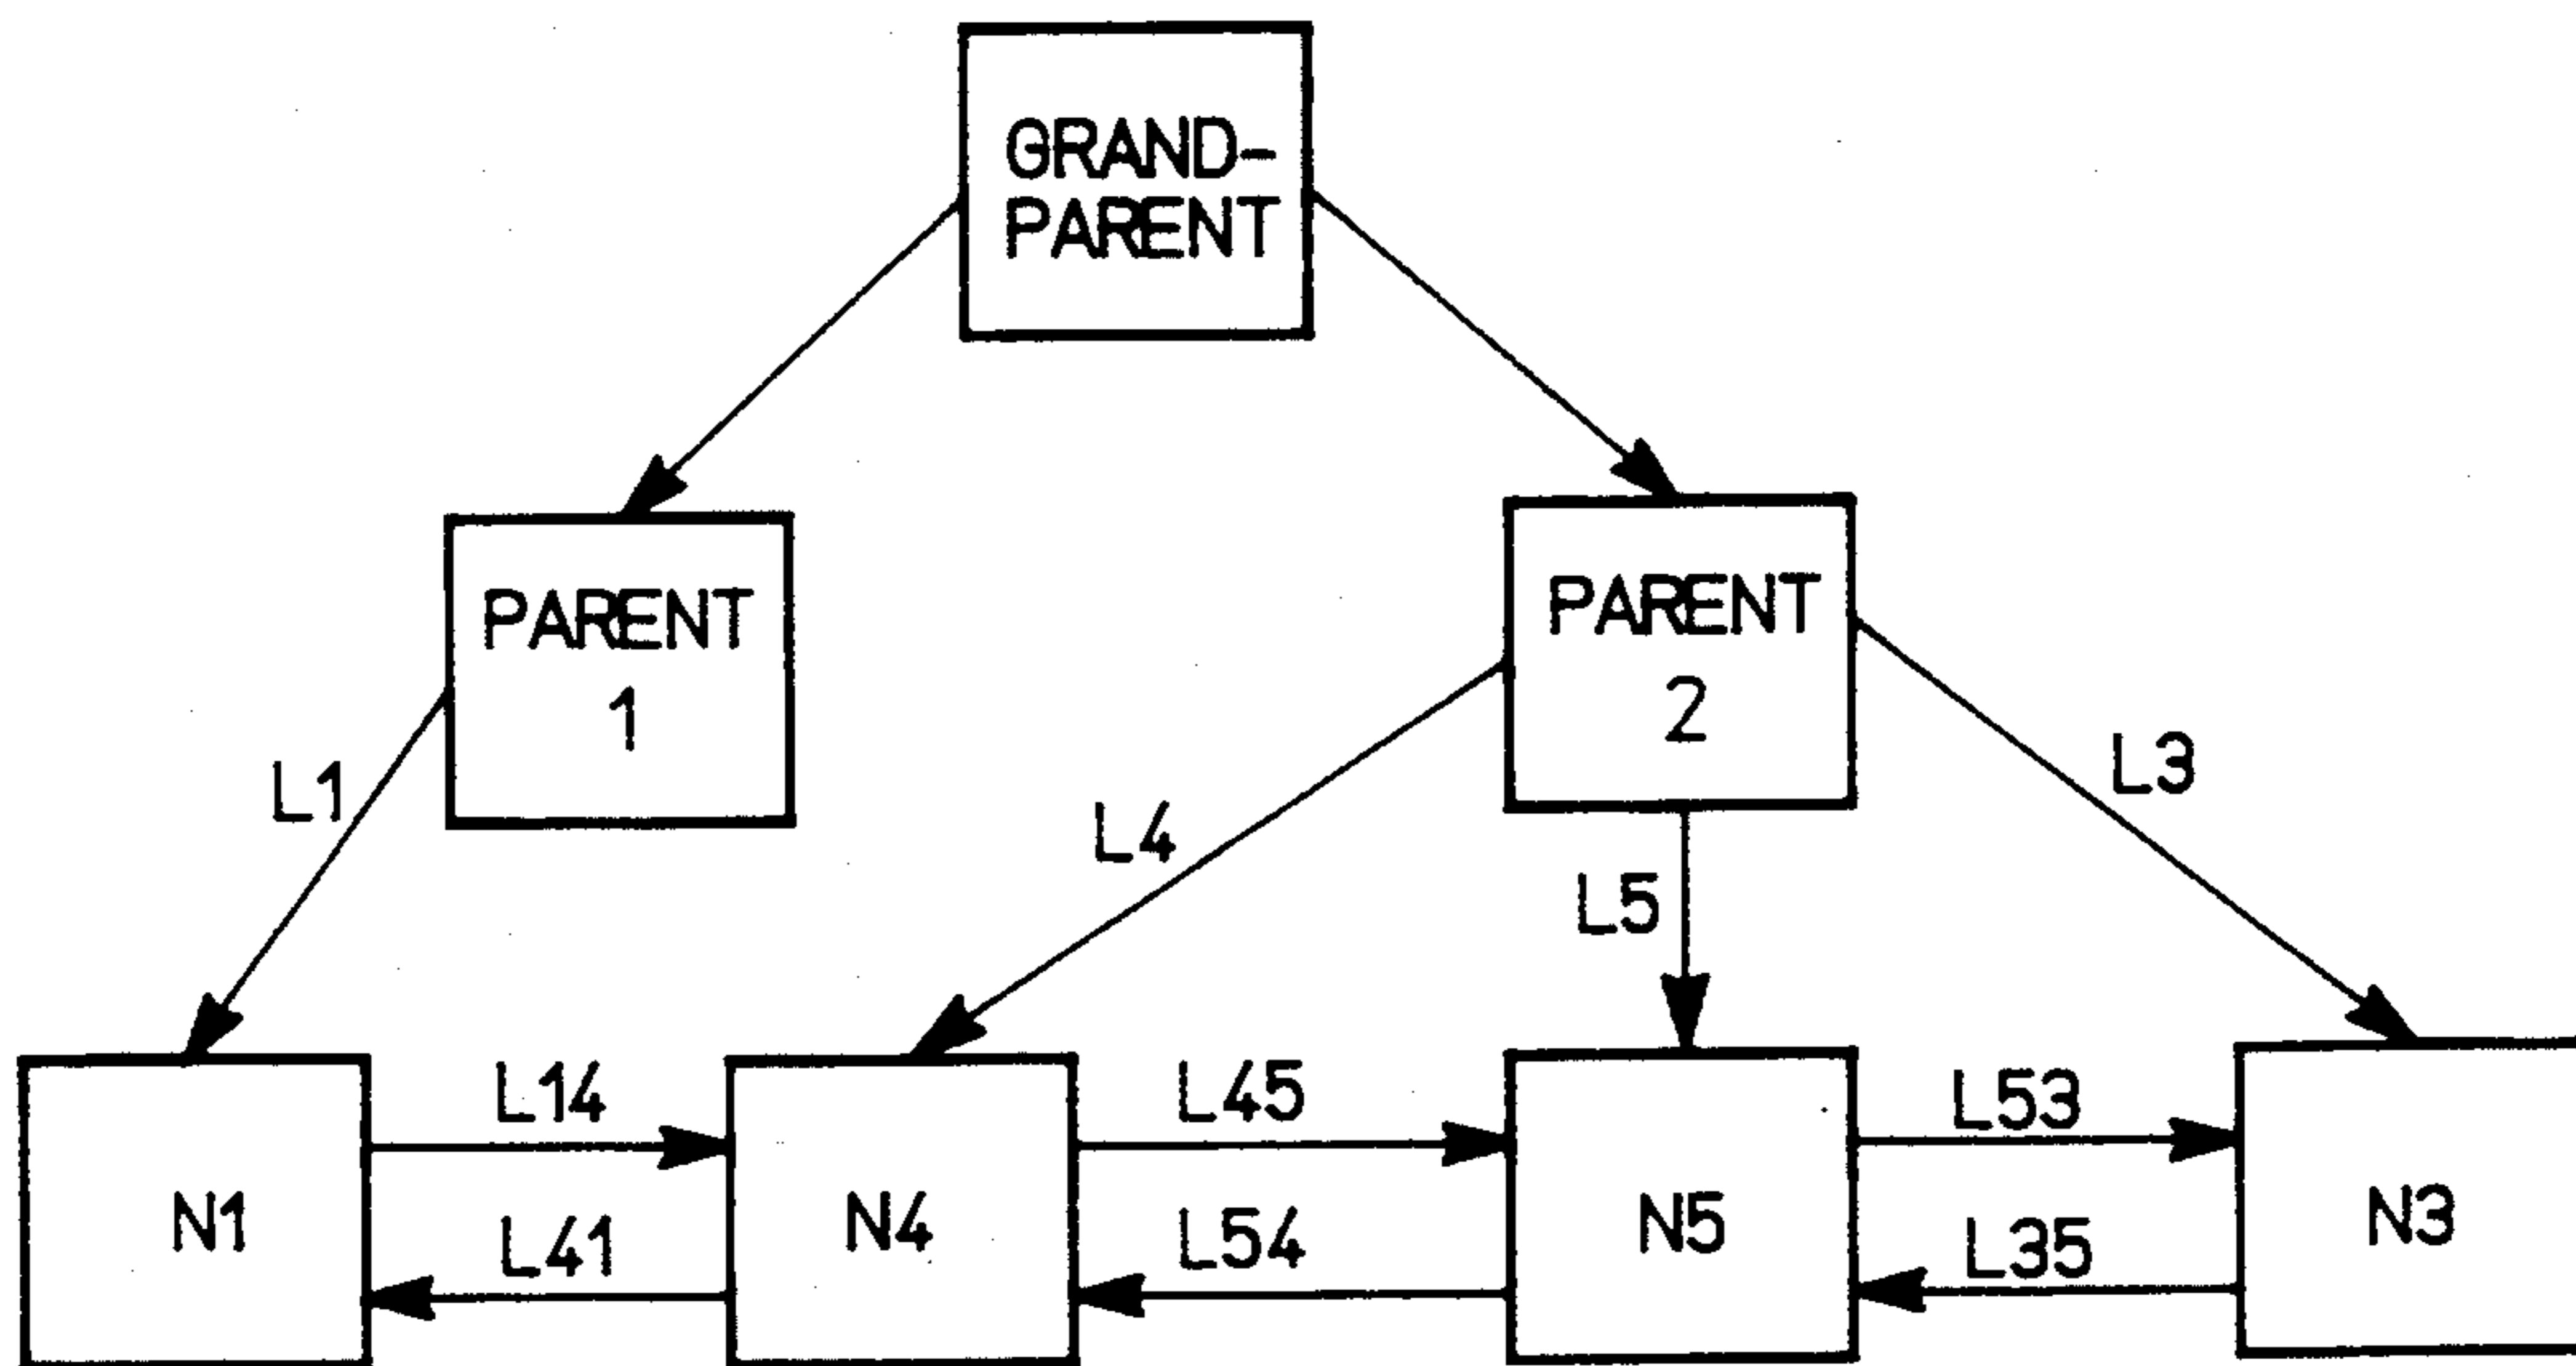 GRAND-
PARENT
PARENT
1
PARENT
2
L1
L4
L5
L3
L14
L45
L53
N1
N4
N5
N3
L41
L54
L35